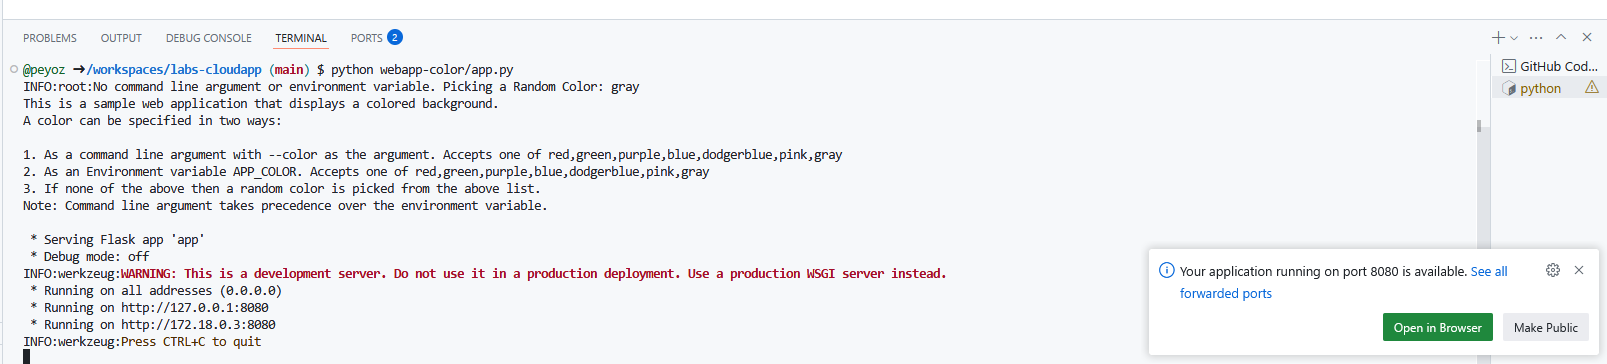 PROBLEMS OUTPUT DEBUG CONSOLE TERMINAL PORTS 2
@peyoz ➜/workspaces/labs-cloudapp (main) $ python webapp-color/app.py
INFO:root:No command line argument or environment variable. Picking a Random Color: gray
This is a sample web application that displays a colored background.
A color can be specified in two ways:
1. As a command line argument with --color as the argument. Accepts one of red,green,purple,blue,dodgerblue,pink,gray
2. As an Environment variable APP_COLOR. Accepts one of red,green,purple,blue,dodgerblue,pink,gray
3. If none of the above then a random color is picked from the above list.
Note: Command line argument takes precedence over the environment variable.
* Serving Flask app 'app'
* Debug mode: off
INFO:werkzeug:WARNING: This is a development server. Do not use it in a production deployment. Use a production WSGI server instead.
* Running on all addresses (0.0.0.0)
* Running on http://127.0.0.1:8080
* Running on http://172.18.0.3:8080
INFO:werkzeug:Press CTRL+C to quit
GitHub Cod...
python
Your application running on port 8080 is available. See all
forwarded ports
Open in Browser
Make Public